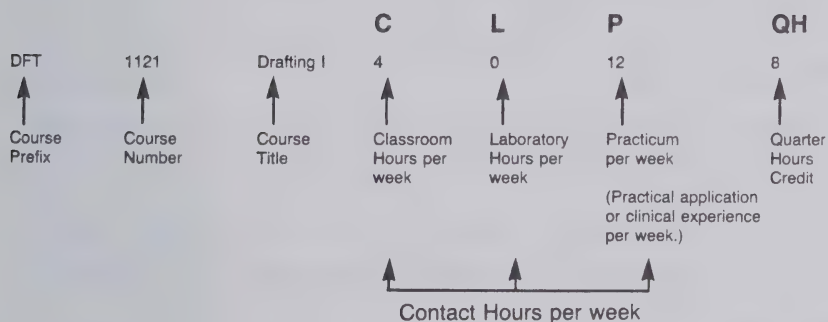 C L P QH
DFT 1121 Drafting I 4 0 12 8
Course Prefix
Course Number
Course Title
Classroom Hours per week
Laboratory Hours per week
Practicum per week
(Practical application or clinical experience per week.)
Quarter Hours Credit
Contact Hours per week